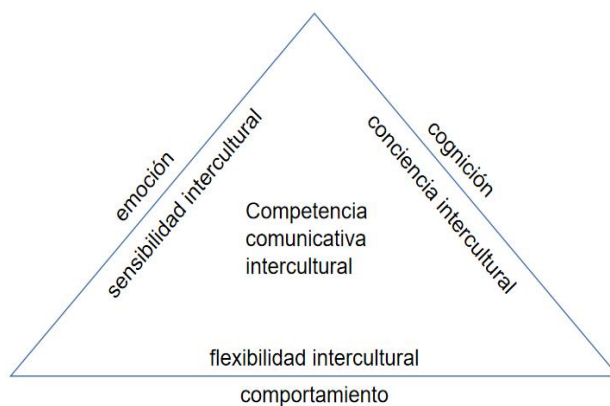 emoción
sensibilidad intercultural
cognición
conciencia intercultural
Competencia
comunicativa
intercultural
flexibilidad intercultural
comportamiento